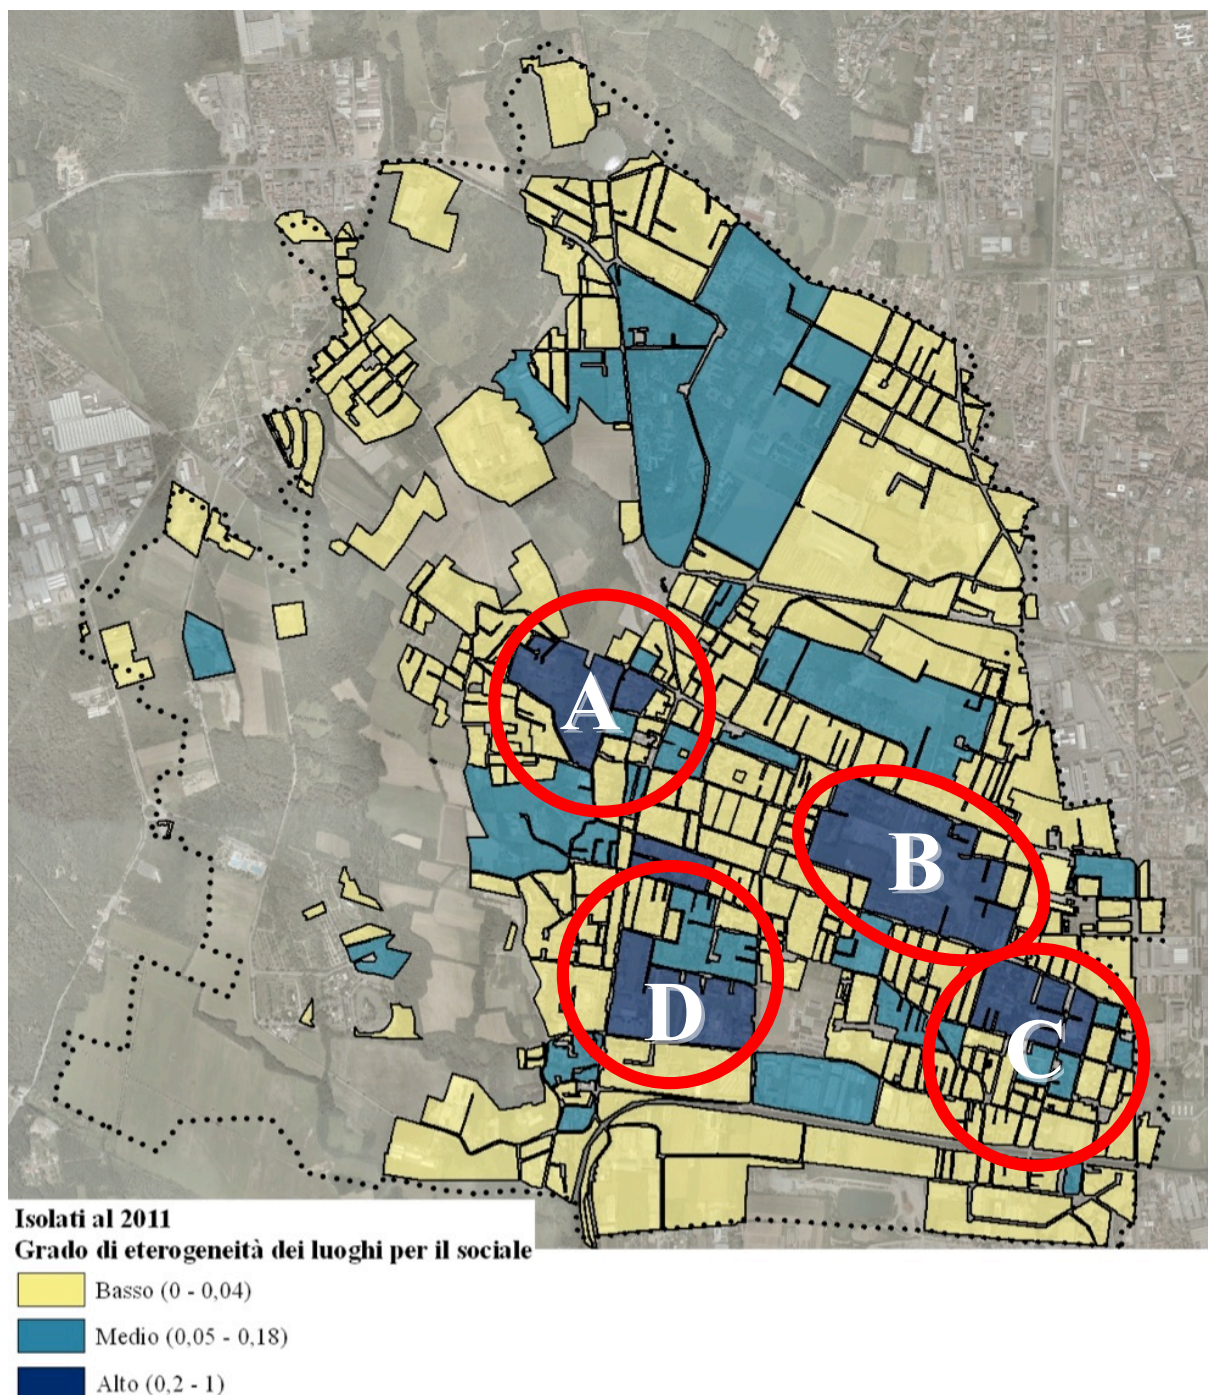 A
B
C
D
Isolati al 2011
Grado di eterogeneità dei luoghi per il sociale
Basso (0 - 0,04)
Medio (0,05 - 0,18)
Alto (0,2 - 1)